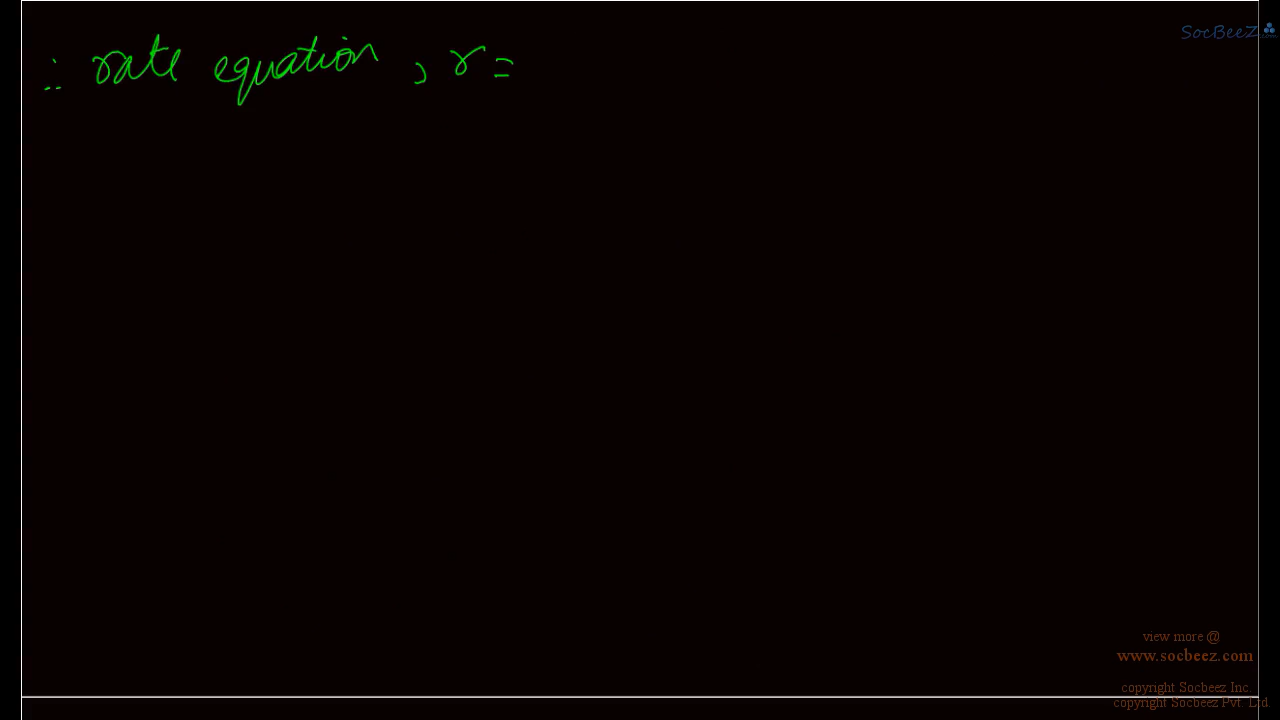 ∴ rate equation , r =
SocBeeZ
view more @
www.socbeez.com
copyright Socbeez Inc.
copyright Socbeez Pvt. Ltd.